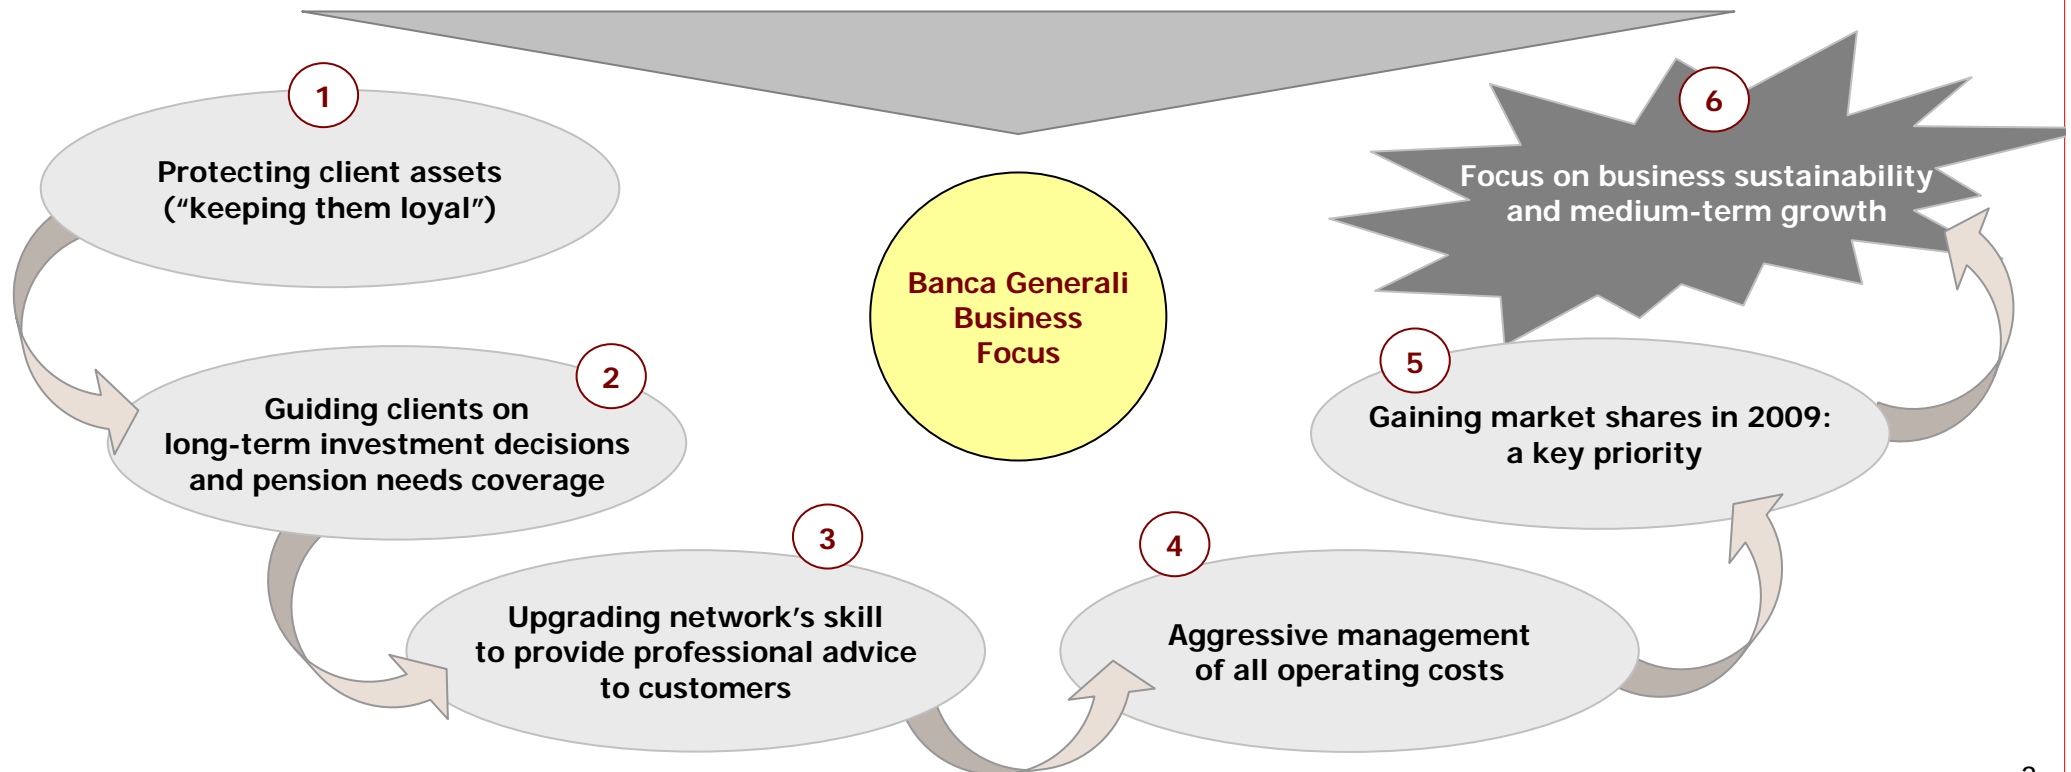 1
Protecting client assets
(“keeping them loyal”)
2
Guiding clients on
long-term investment decisions
and pension needs coverage
3
Upgrading network’s skill
to provide professional advice
to customers
Banca Generali
Business
Focus
4
Aggressive management
of all operating costs
5
Gaining market shares in 2009:
a key priority
6
Focus on business sustainability
and medium-term growth